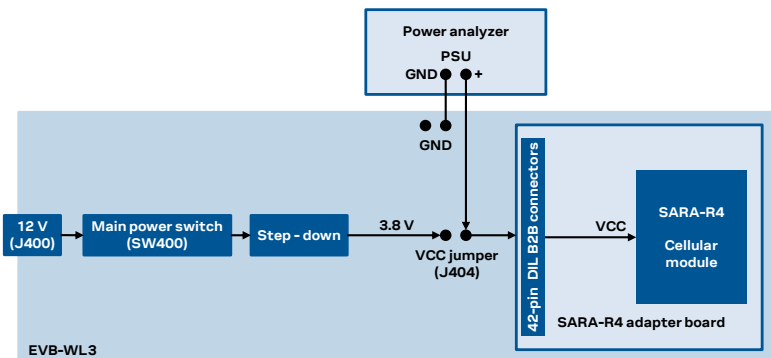 Power analyzer
PSU
GND +
GND
42-pin DIL B2B connectors
12 V
(J400)
Main power switch
(SW400)
Step - down
3.8 V
VCC jumper
(J404)
VCC
SARA-R4
Cellular
module
SARA-R4 adapter board
EVB-WL3